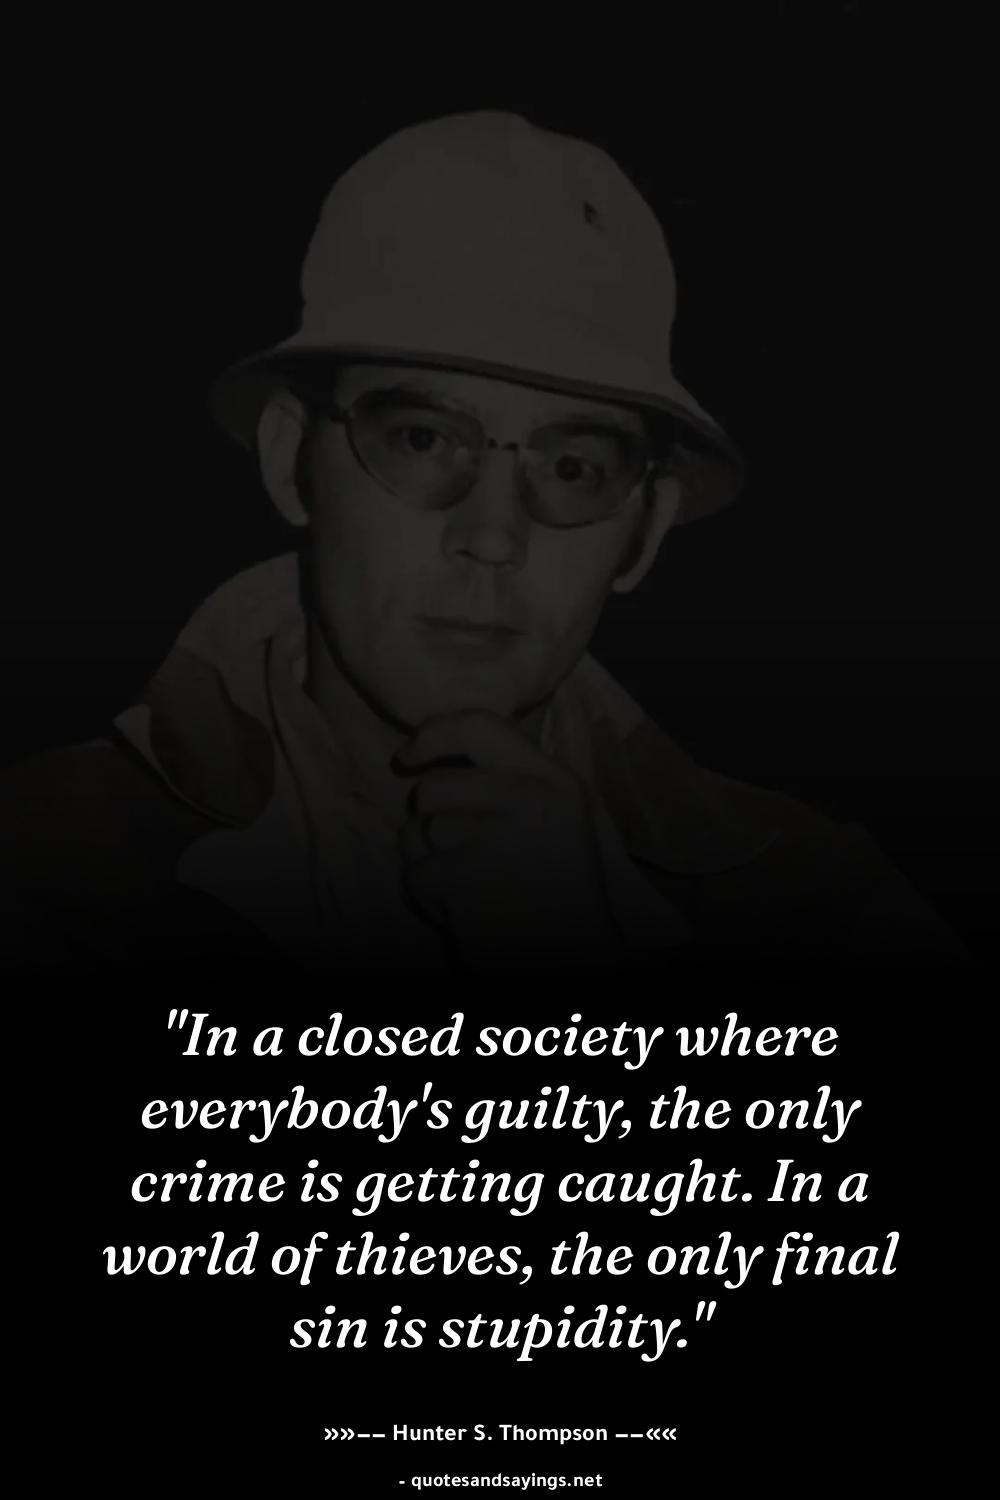 "In a closed society where
everybody's guilty, the only
crime is getting caught. In a
world of thieves, the only final
sin is stupidity."
»»−− Hunter S. Thompson −−««
- quotesandsayings.net